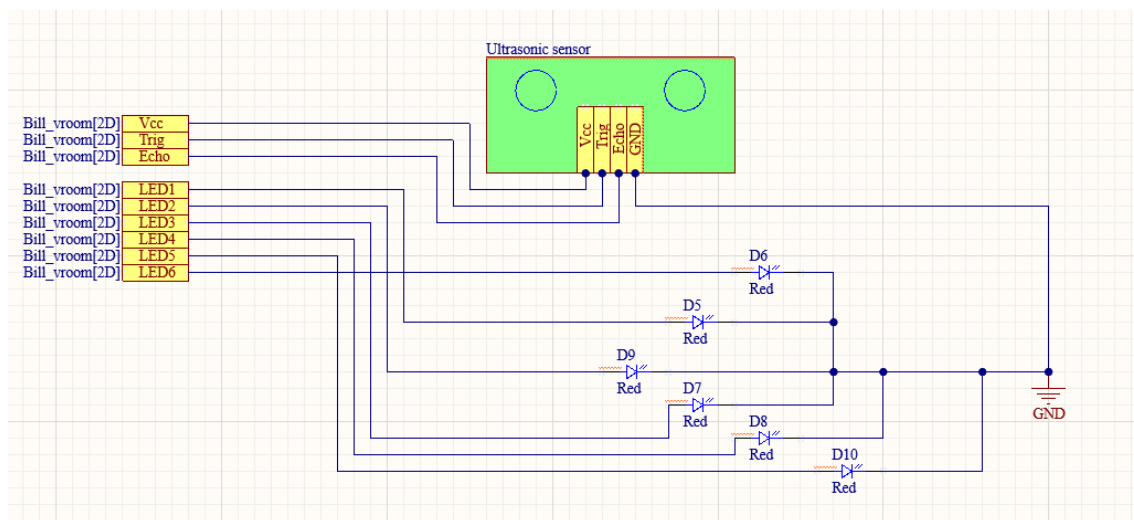 Ultrasonic sensor
Bill_vroom[2D] Vcc
Bill_vroom[2D] Trig
Bill_vroom[2D] Echo
Vcc
Trig
Echo
GND
Bill_vroom[2D] LED1
Bill_vroom[2D] LED2
Bill_vroom[2D] LED3
Bill_vroom[2D] LED4
Bill_vroom[2D] LED5
Bill_vroom[2D] LED6
D6
Red
D5
Red
D9
Red
D7
Red
D8
Red
D10
Red
GND